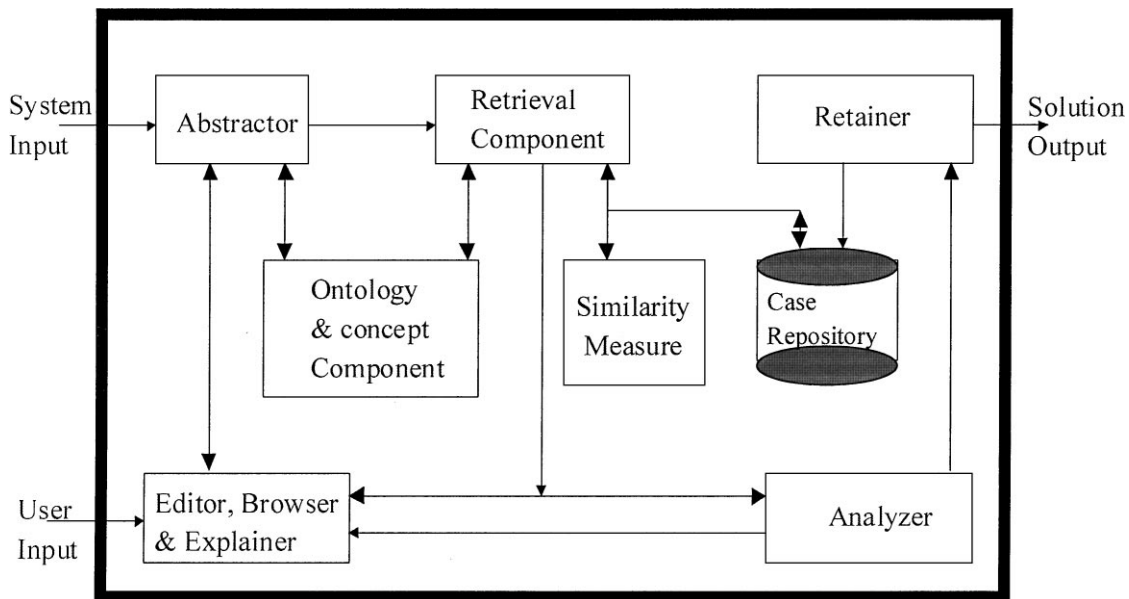 System
Input
Abstractor
Retrieval
Component
Retainer
Solution
Output
Ontology
& concept
Component
Similarity
Measure
Case
Repository
User
Input
Editor, Browser
& Explainer
Analyzer